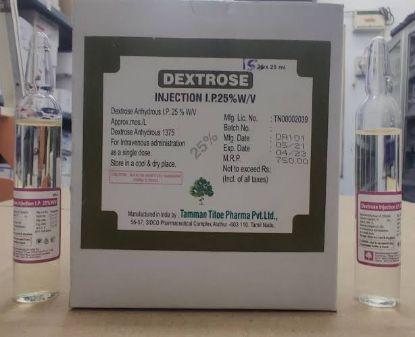 15 20 x 25 ml
DEXTROSE
INJECTION I.P.25%W/V
Dextrose Anhydrous I.P. 25 % W/V
Approx.mos./L
Dextrose Anhydrous 1375
For Intravenous administration
as a single dose
Store in a cool & dry place.
25%
Mfg. Lic. No. : TN00002039
Batch No. : DR101
Mfg. Date : 05/21
Exp. Date : 04/23
M.R.P. : 750.00
Not to exceed Rs:
(Incl. of all taxes)
Manufactured in India by :
Tamman Titoe Pharma Pvt.Ltd.,
56-57, SIDCO Pharmaceutical Complex, Alathur -603 110, Tamil Nadu.
Injection I.P. 25%W/V
Dextrose Injection I.P.